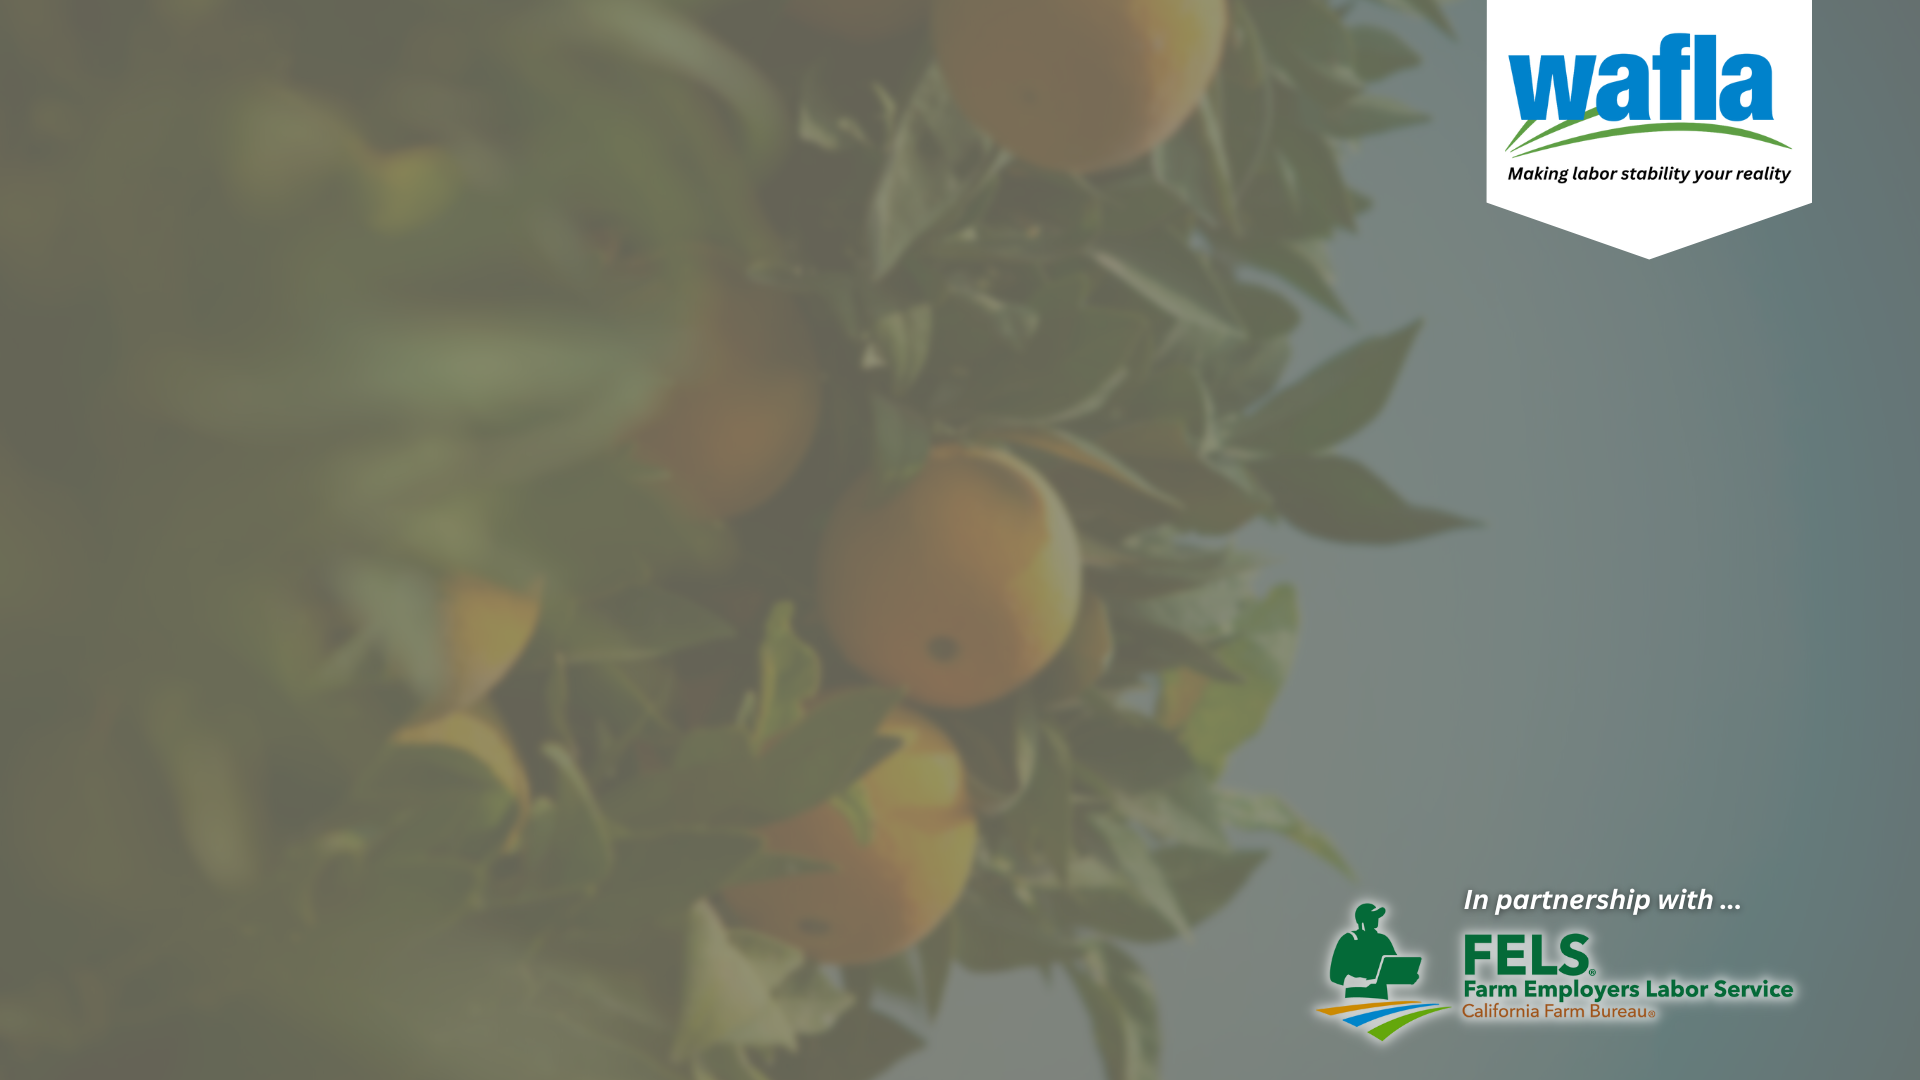 wafla
Making labor stability your reality
In partnership with ...
FELS®
Farm Employers Labor Service
California Farm Bureau®